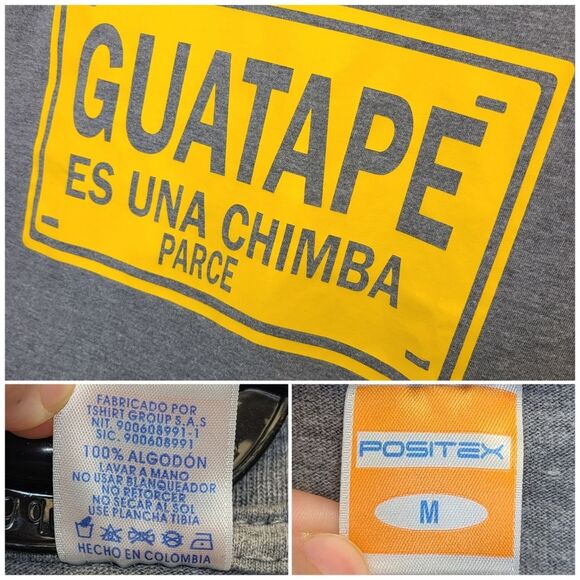 GUATAPE
ES UNA CHIMBA
PARCE
FABRICADO POR
TSHIRT GROUP S.A.S
NIT. 900608991-1
SIC. 900608991
100% ALGODÓN
LAVAR A MANO
NO USAR BLANQUEADOR
NO RETORCER
NO SECAR AL SOL
USE PLANCHA TIBIA
HECHO EN COLOMBIA
POSITEX
M